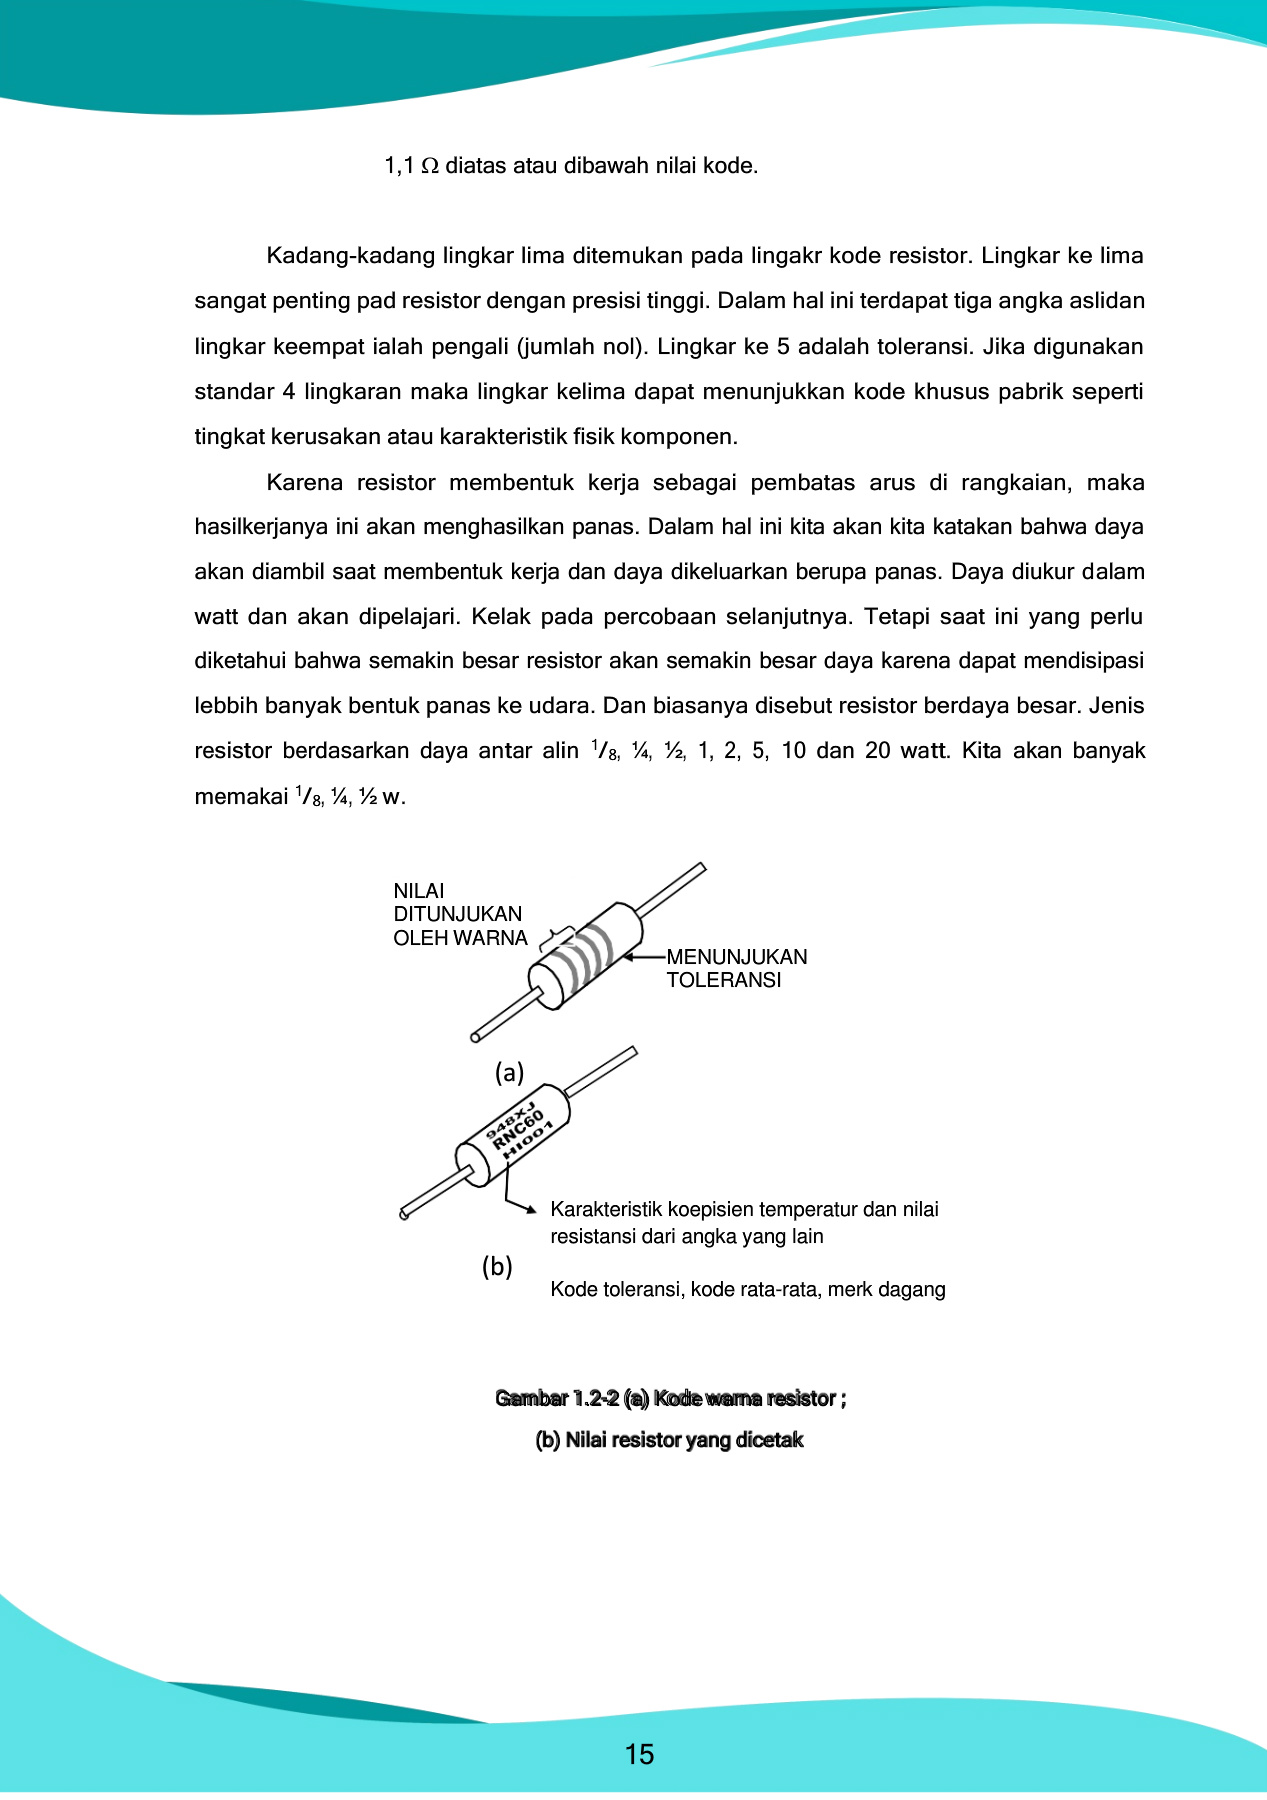 1,1 Ω diatas atau dibawah nilai kode.
Kadang-kadang lingkar lima ditemukan pada lingakr kode resistor. Lingkar ke lima
sangat penting pad resistor dengan presisi tinggi. Dalam hal ini terdapat tiga angka aslidan
lingkar keempat ialah pengali (jumlah nol). Lingkar ke 5 adalah toleransi. Jika digunakan
standar 4 lingkaran maka lingkar kelima dapat menunjukkan kode khusus pabrik seperti
tingkat kerusakan atau karakteristik fisik komponen.
Karena resistor membentuk kerja sebagai pembatas arus di rangkaian, maka
hasilkerjanya ini akan menghasilkan panas. Dalam hal ini kita akan kita katakan bahwa daya
akan diambil saat membentuk kerja dan daya dikeluarkan berupa panas. Daya diukur dalam
watt dan akan dipelajari. Kelak pada percobaan selanjutnya. Tetapi saat ini yang perlu
diketahui bahwa semakin besar resistor akan semakin besar daya karena dapat mendisipasi
lebbih banyak bentuk panas ke udara. Dan biasanya disebut resistor berdaya besar. Jenis
resistor berdasarkan daya antar alin ¹/₈, ¼, ½, 1, 2, 5, 10 dan 20 watt. Kita akan banyak
memakai ¹/₈, ¼, ½ w.
NILAI
DITUNJUKAN
OLEH WARNA
MENUNJUKAN
TOLERANSI
(a)
948XJ
RNC60
HI001
Karakteristik koepisien temperatur dan nilai
resistansi dari angka yang lain
(b)
Kode toleransi, kode rata-rata, merk dagang
Gambar 1.2-2 (a) Kode warna resistor ;
(b) Nilai resistor yang dicetak
15